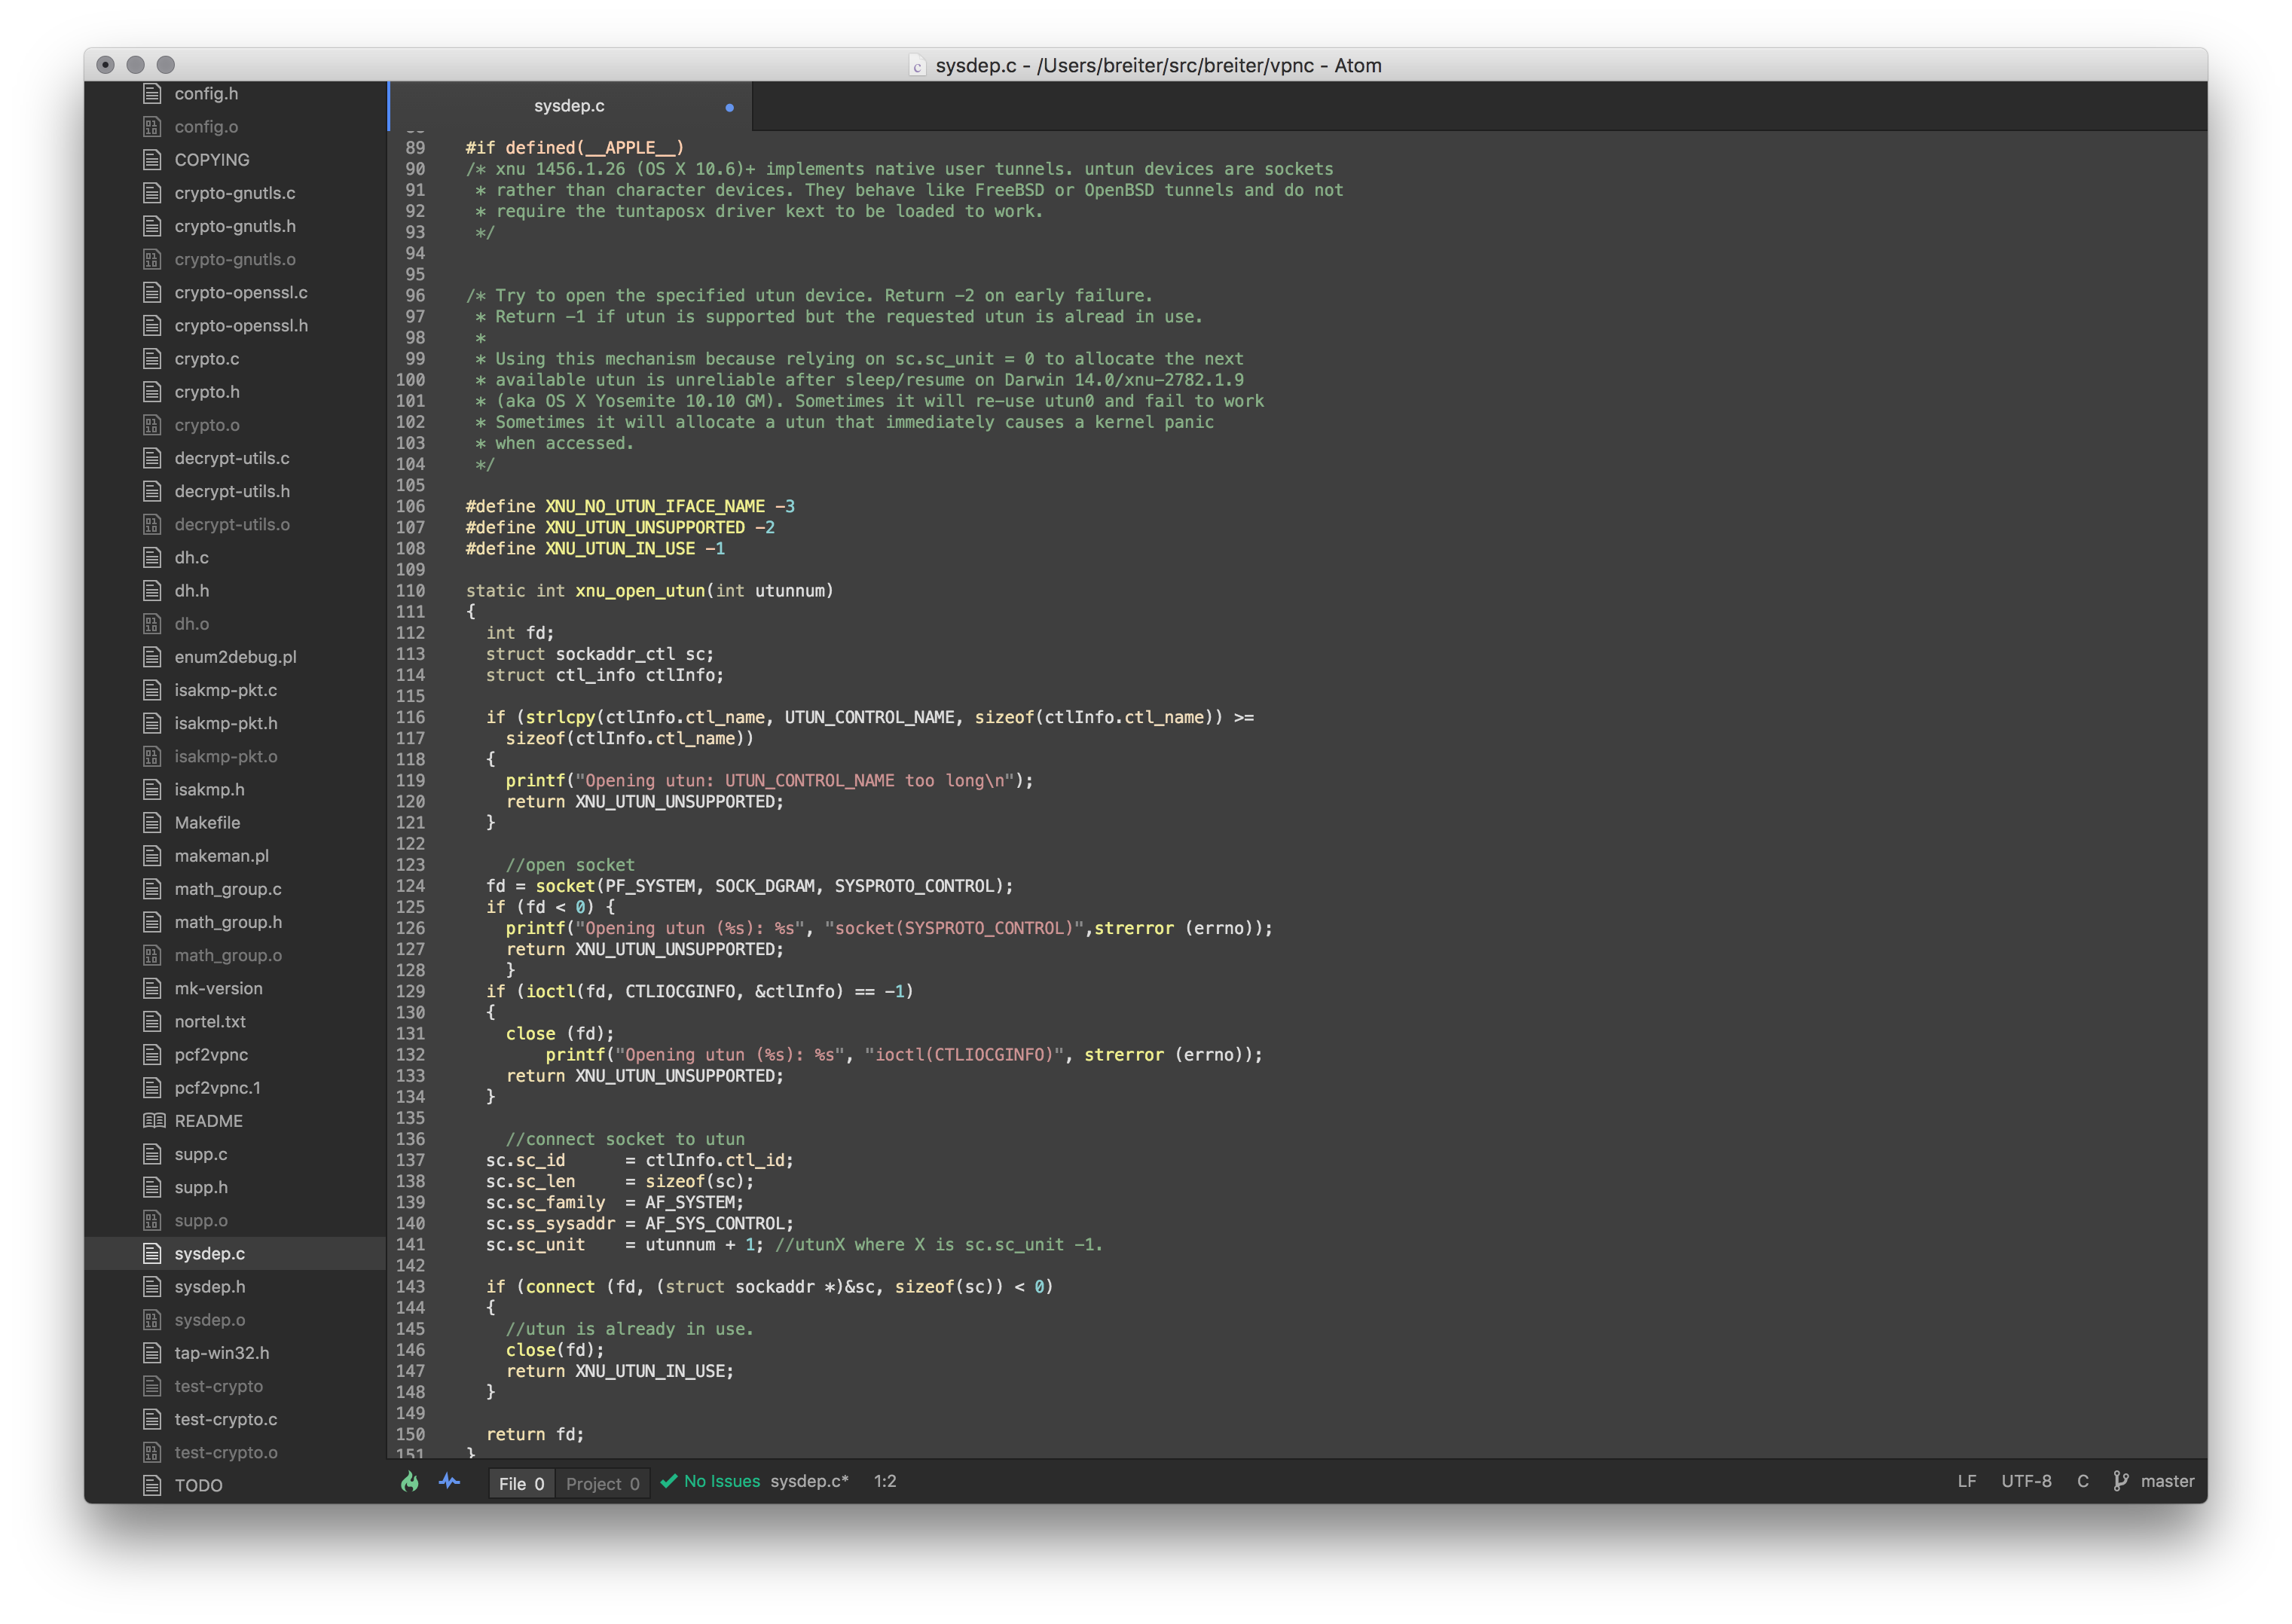 sysdep.c - /Users/breiter/src/breiter/vpnc - Atom
config.h
config.o
COPYING
crypto-gnutls.c
crypto-gnutls.h
crypto-gnutls.o
crypto-openssl.c
crypto-openssl.h
crypto.c
crypto.h
crypto.o
decrypt-utils.c
decrypt-utils.h
decrypt-utils.o
dh.c
dh.h
dh.o
enum2debug.pl
isakmp-pkt.c
isakmp-pkt.h
isakmp-pkt.o
isakmp.h
Makefile
makeman.pl
math_group.c
math_group.h
math_group.o
mk-version
nortel.txt
pcf2vpnc
pcf2vpnc.1
README
supp.c
supp.h
supp.o
sysdep.c
sysdep.h
sysdep.o
tap-win32.h
test-crypto
test-crypto.c
test-crypto.o
TODO
sysdep.c
89 #if defined(__APPLE__)
90 /* xnu 1456.1.26 (OS X 10.6)+ implements native user tunnels. untun devices are sockets
91  * rather than character devices. They behave like FreeBSD or OpenBSD tunnels and do not
92  * require the tuntaposx driver kext to be loaded to work.
93  */
94
95
96 /* Try to open the specified utun device. Return -2 on early failure.
97  * Return -1 if utun is supported but the requested utun is alread in use.
98  *
99  * Using this mechanism because relying on sc.sc_unit = 0 to allocate the next
100  * available utun is unreliable after sleep/resume on Darwin 14.0/xnu-2782.1.9
101  * (aka OS X Yosemite 10.10 GM). Sometimes it will re-use utun0 and fail to work
102  * Sometimes it will allocate a utun that immediately causes a kernel panic
103  * when accessed.
104  */
105
106 #define XNU_NO_UTUN_IFACE_NAME -3
107 #define XNU_UTUN_UNSUPPORTED -2
108 #define XNU_UTUN_IN_USE -1
109
110 static int xnu_open_utun(int utunnum)
111 {
112   int fd;
113   struct sockaddr_ctl sc;
114   struct ctl_info ctlInfo;
115
116   if (strlcpy(ctlInfo.ctl_name, UTUN_CONTROL_NAME, sizeof(ctlInfo.ctl_name)) >=
117     sizeof(ctlInfo.ctl_name))
118   {
119     printf("Opening utun: UTUN_CONTROL_NAME too long\n");
120     return XNU_UTUN_UNSUPPORTED;
121   }
122
123     //open socket
124   fd = socket(PF_SYSTEM, SOCK_DGRAM, SYSPROTO_CONTROL);
125   if (fd < 0) {
126     printf("Opening utun (%s): %s", "socket(SYSPROTO_CONTROL)",strerror (errno));
127     return XNU_UTUN_UNSUPPORTED;
128     }
129   if (ioctl(fd, CTLIOCGINFO, &ctlInfo) == -1)
130   {
131     close (fd);
132         printf("Opening utun (%s): %s", "ioctl(CTLIOCGINFO)", strerror (errno));
133     return XNU_UTUN_UNSUPPORTED;
134   }
135
136     //connect socket to utun
137   sc.sc_id      = ctlInfo.ctl_id;
138   sc.sc_len     = sizeof(sc);
139   sc.sc_family  = AF_SYSTEM;
140   sc.ss_sysaddr = AF_SYS_CONTROL;
141   sc.sc_unit    = utunnum + 1; //utunX where X is sc.sc_unit -1.
142
143   if (connect (fd, (struct sockaddr *)&sc, sizeof(sc)) < 0)
144   {
145     //utun is already in use.
146     close(fd);
147     return XNU_UTUN_IN_USE;
148   }
149
150   return fd;
151 }
File 0 Project 0 No Issues sysdep.c* 1:2 LF UTF-8 C master